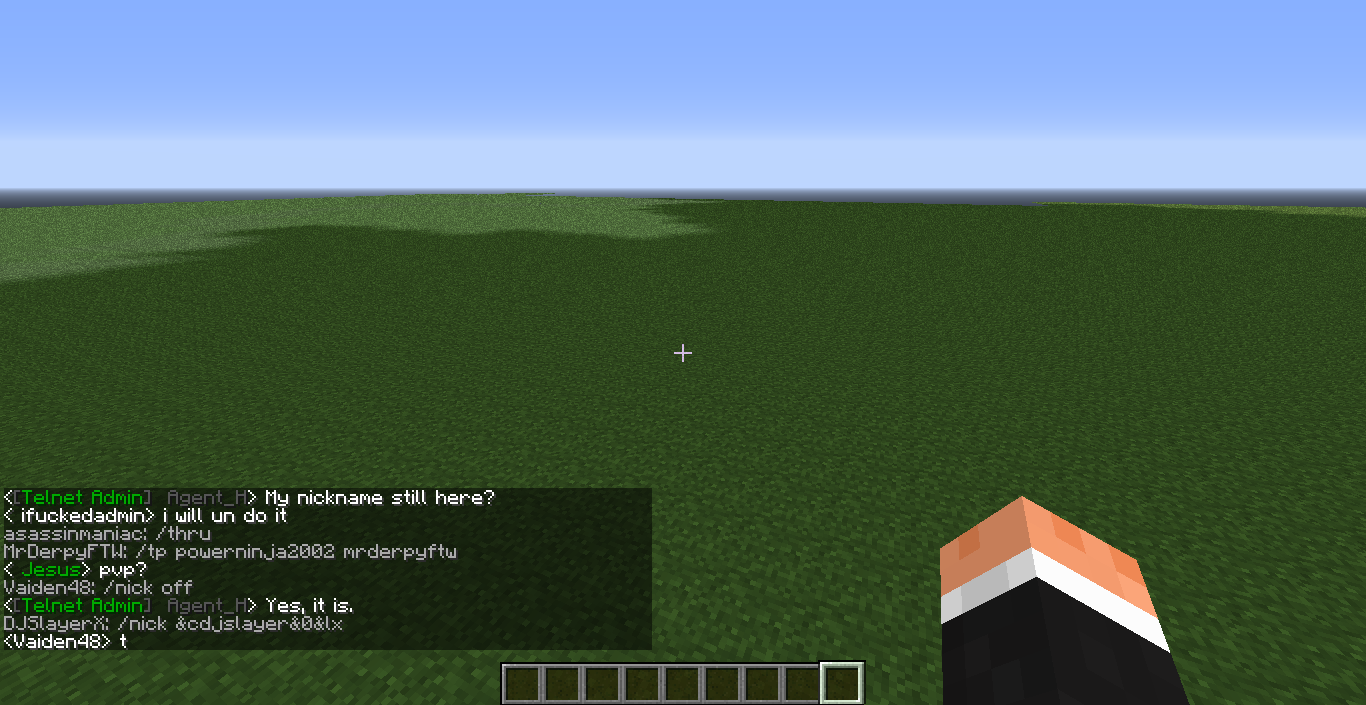 <[Telnet Admin] Agent_H> My nickname still here?
< ifuckedadmin> i will un do it
asassinmaniac: /thru
MrDerpyFTW: /tp powerninja2002 mrderpyftw
< Jesus> pvp?
Vaiden48: /nick off
<[Telnet Admin] Agent_H> Yes, it is.
DJSlayerX: /nick &cdjslayer&0&lx
<Vaiden48> t